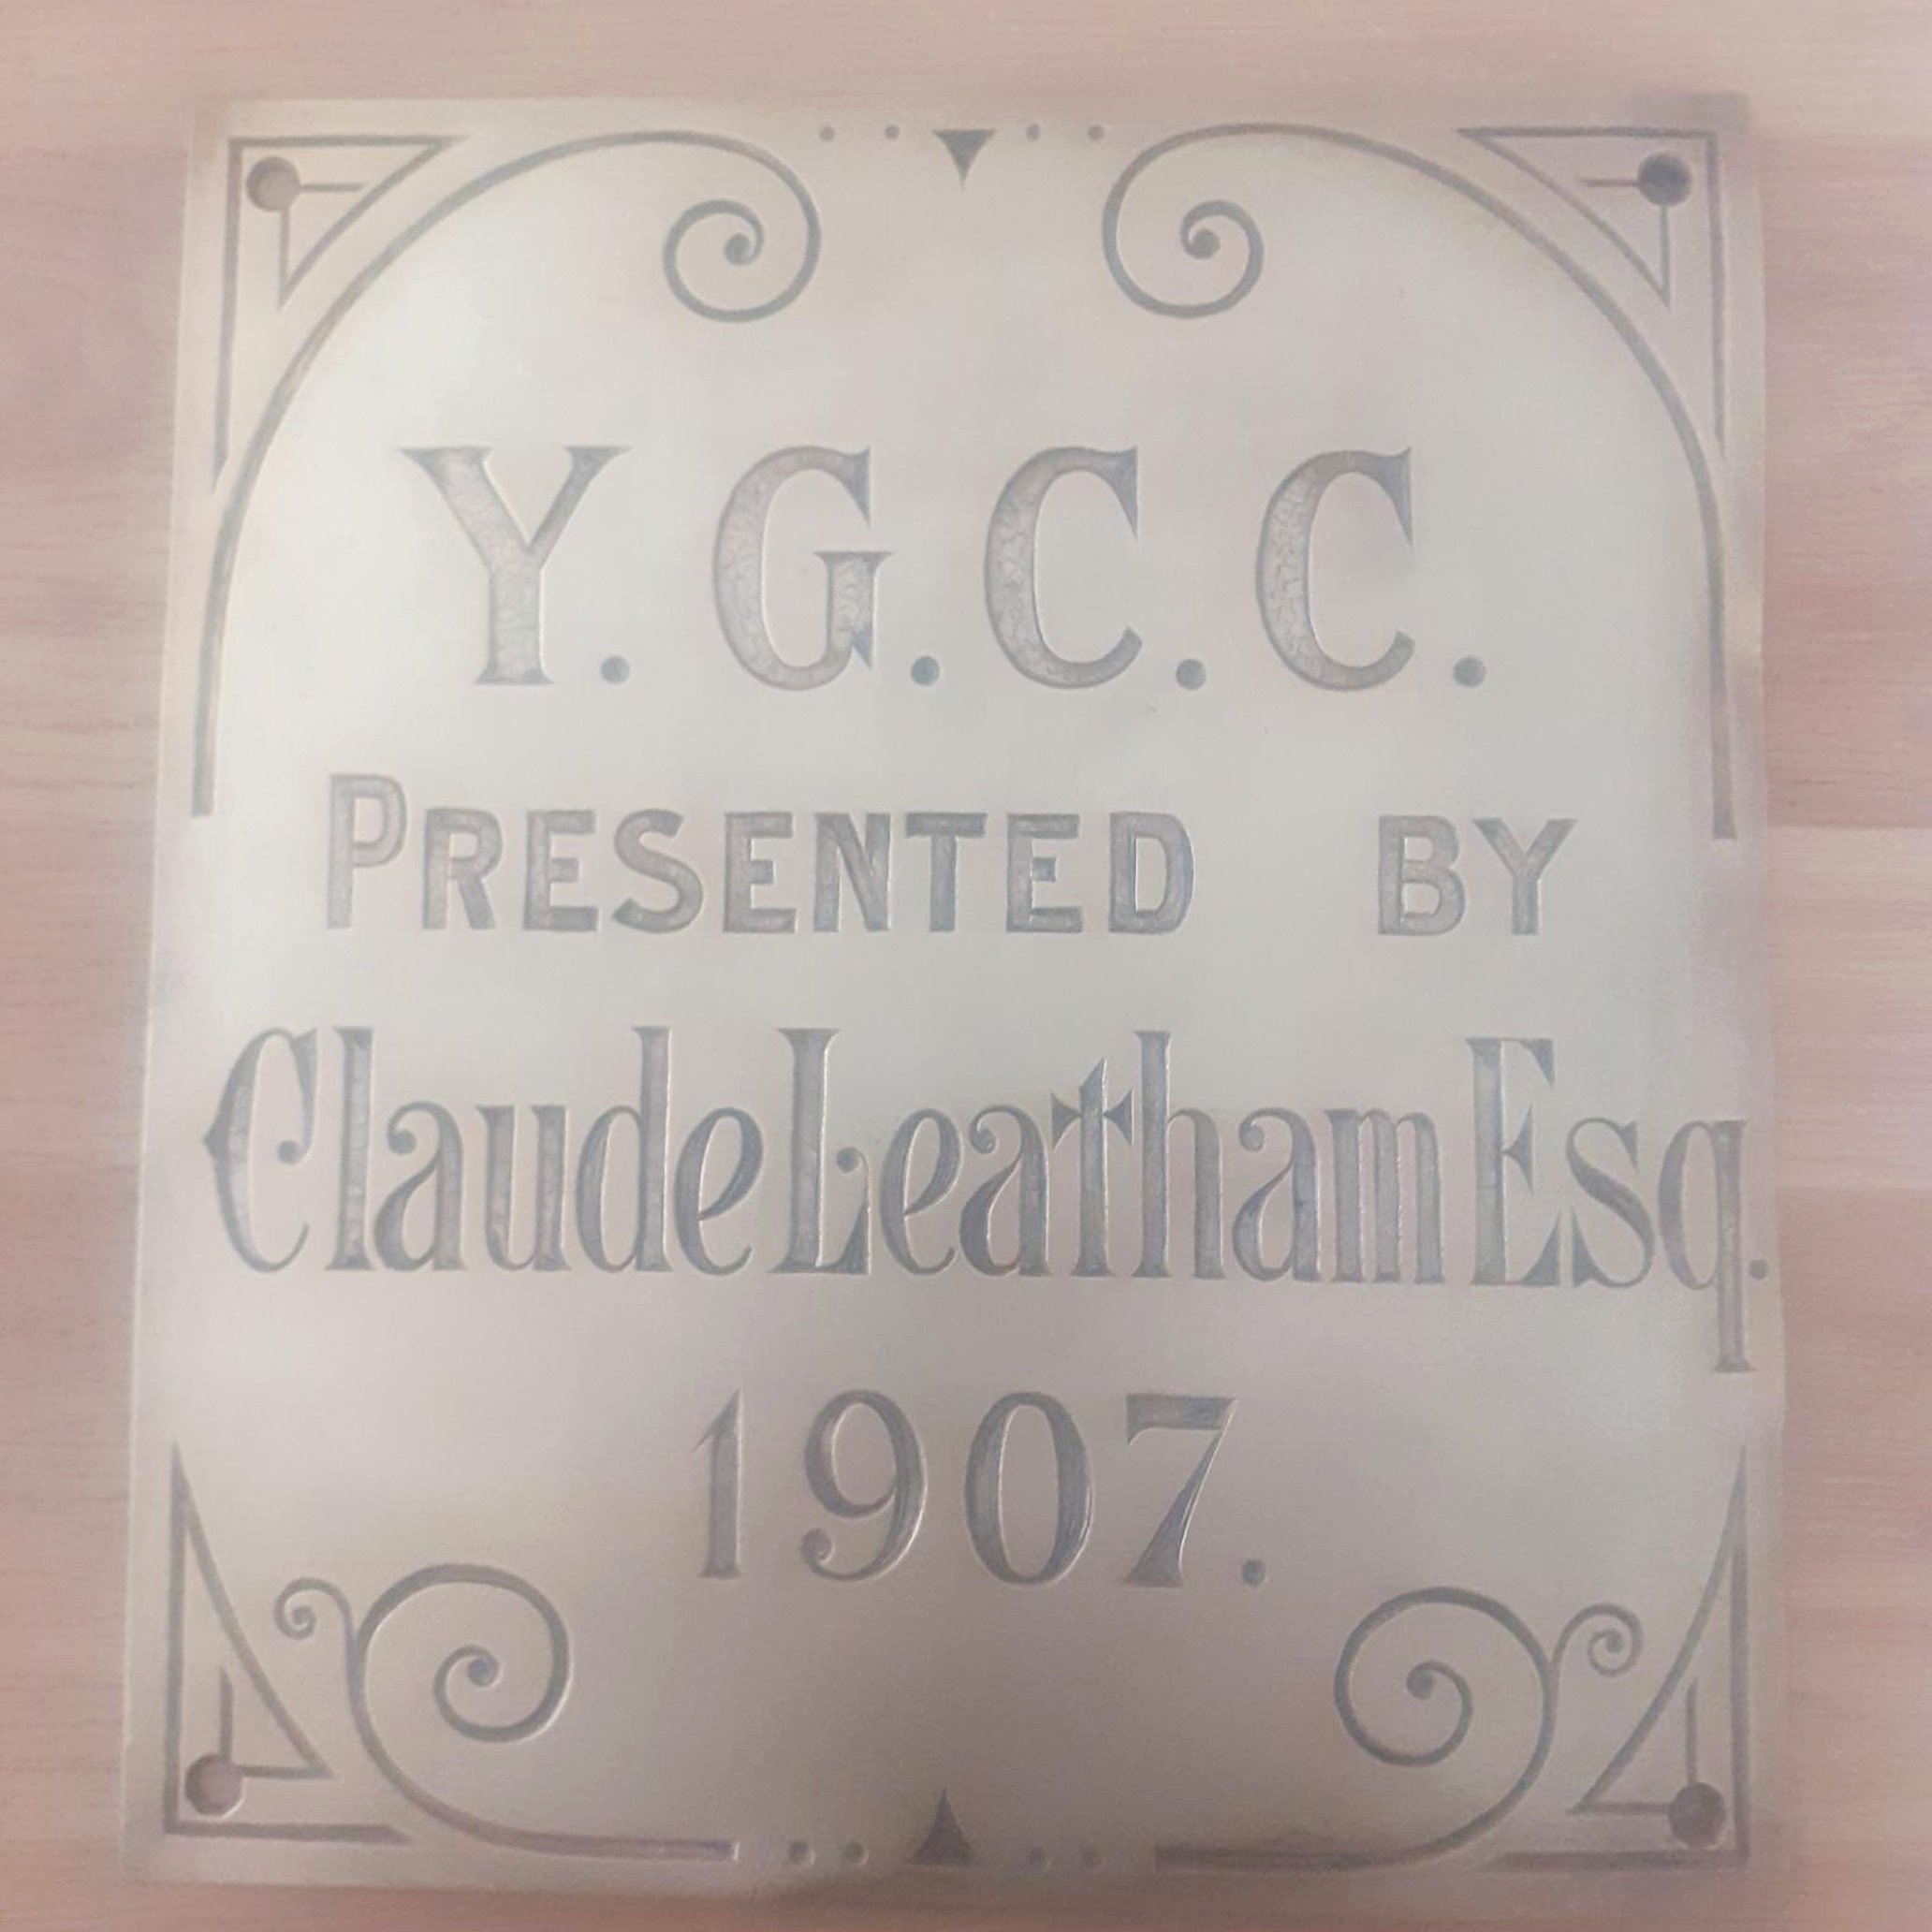 Y.G.C.C.
PRESENTED BY
Claude Leatham Esq.
1907.